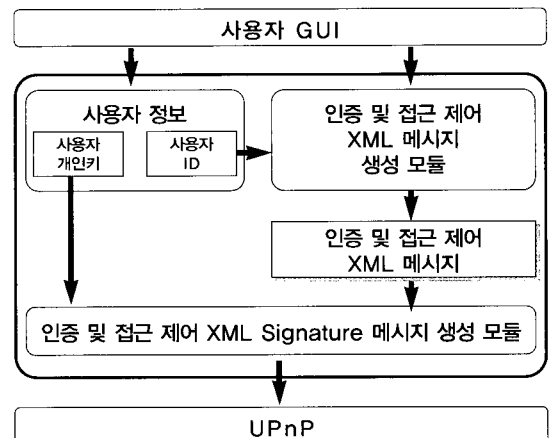 사용자 GUI
사용자 정보
사용자
개인키
사용자
ID
인증 및 접근 제어
XML 메시지
생성 모듈
인증 및 접근 제어
XML 메시지
인증 및 접근 제어 XML Signature 메시지 생성 모듈
UPnP